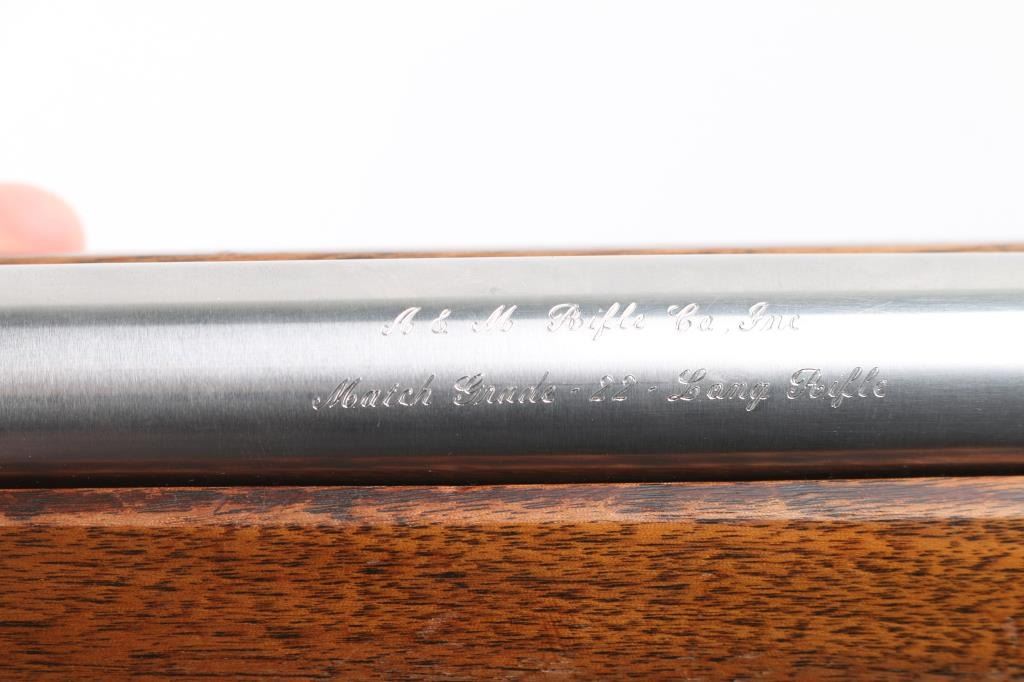 A & M Rifle Co, Inc
Match Grade - 22 - Long Rifle